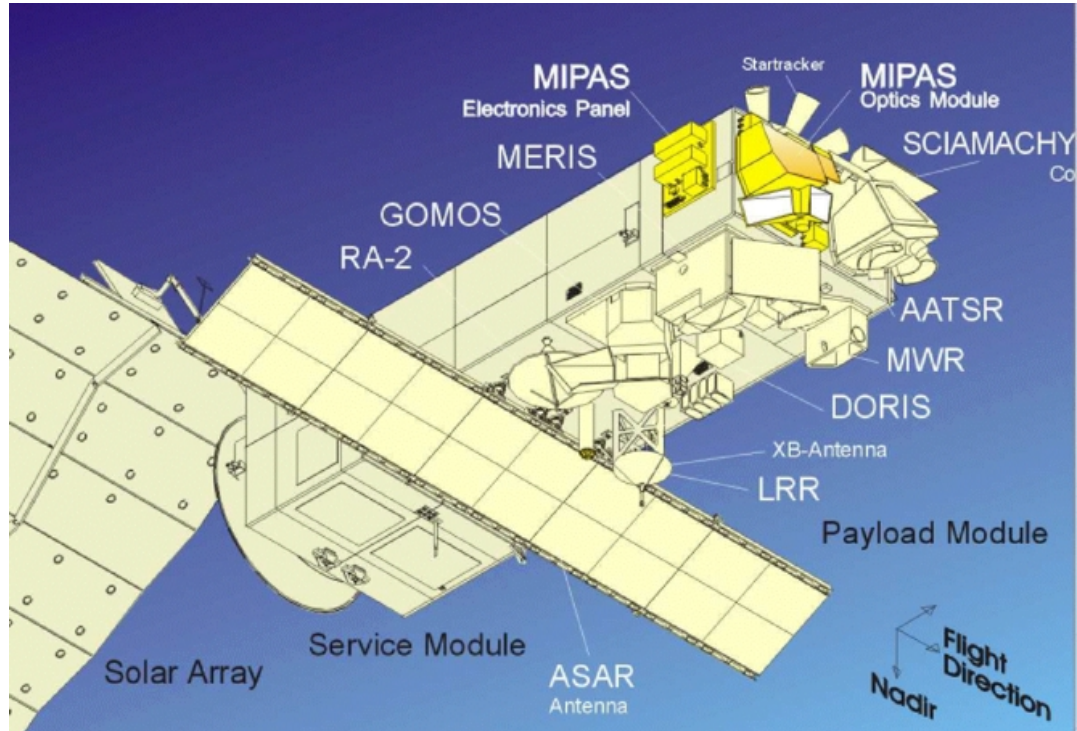 Startracker
MIPAS
Electronics Panel
MIPAS
Optics Module
SCIAMACHY
Co
MERIS
GOMOS
RA-2
AATSR
MWR
DORIS
XB-Antenna
LRR
Payload Module
Service Module
Solar Array
ASAR
Antenna
Flight
Direction
Nadir